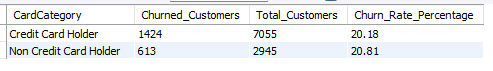 CardCategory Churned_Customers Total_Customers Churn_Rate_Percentage
Credit Card Holder 1424 7055 20.18
Non Credit Card Holder 613 2945 20.81